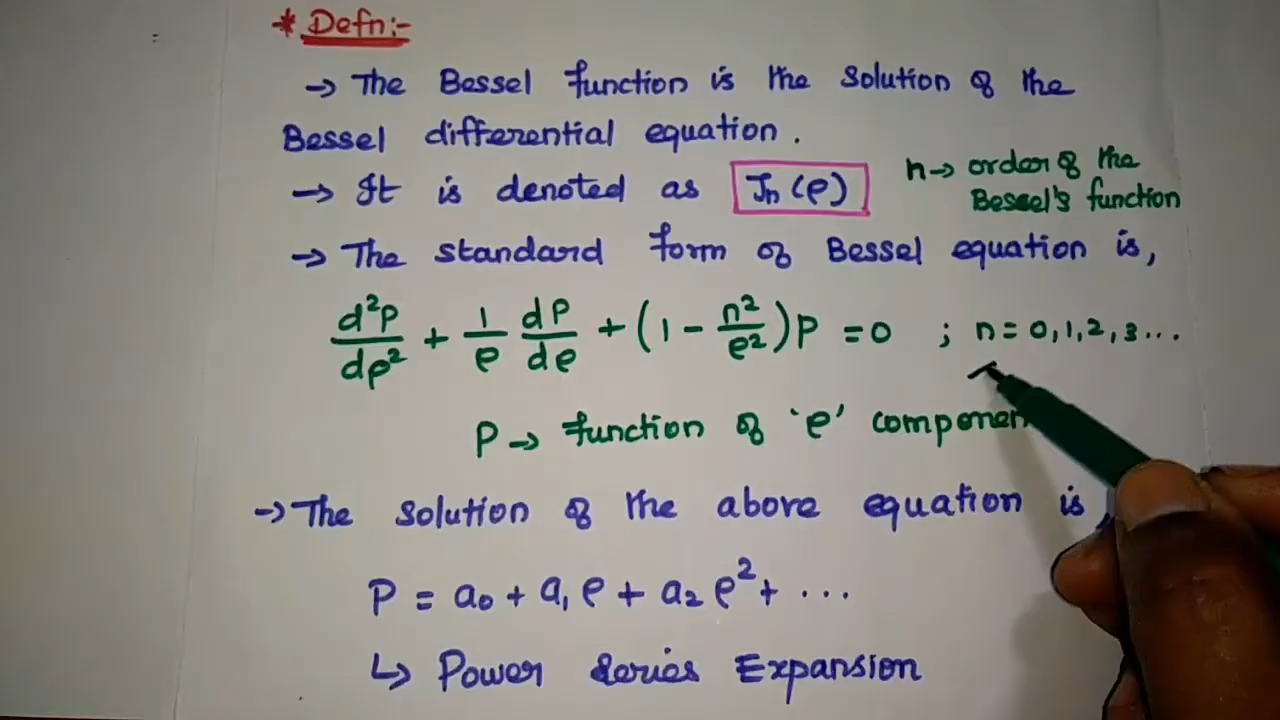 * Defn:-
→ The Bessel function is the solution of the
Bessel differential equation.
→ It is denoted as Jn(ρ)
n→ order of the
Bessel's function
→ The standard form of Bessel equation is,
d²P/dρ² + 1/ρ dP/dρ + (1 - n²/ρ²)P = 0 ; n = 0,1,2,3...
P→ function of 'ρ'
→ The solution of the above equation is,
P = a₀ + a₁ρ + a₂ρ² + ...
↳ Power Series Expansion